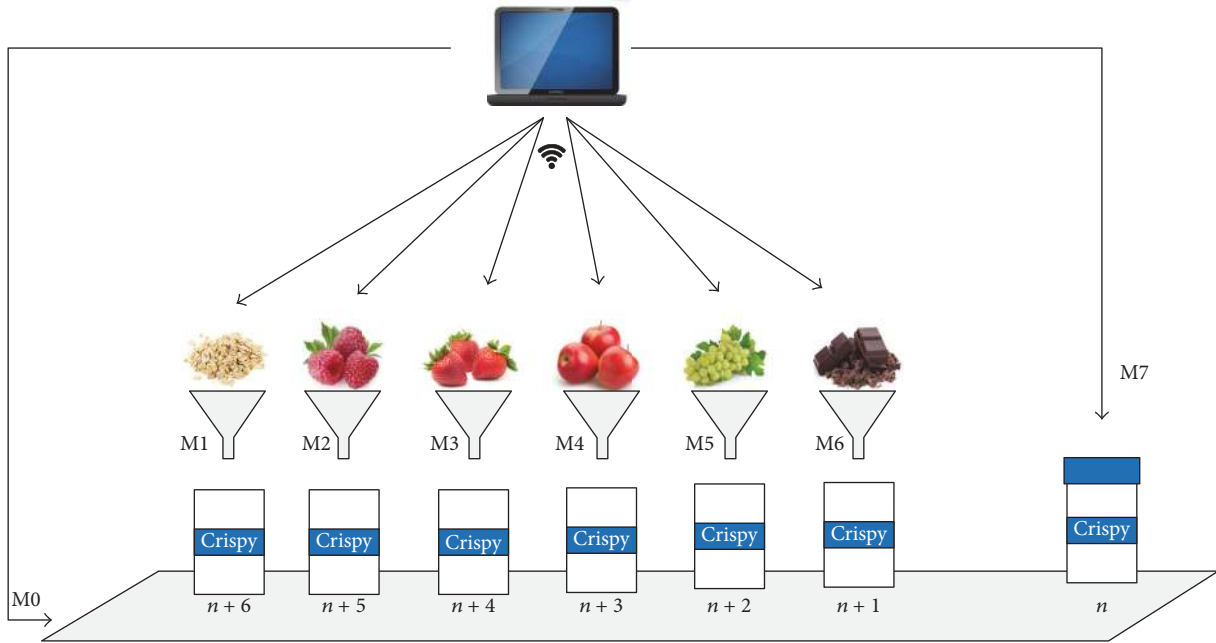 M7
M1 M2 M3 M4 M5 M6
Crispy Crispy Crispy Crispy Crispy Crispy Crispy
M0
n + 6 n + 5 n + 4 n + 3 n + 2 n + 1 n